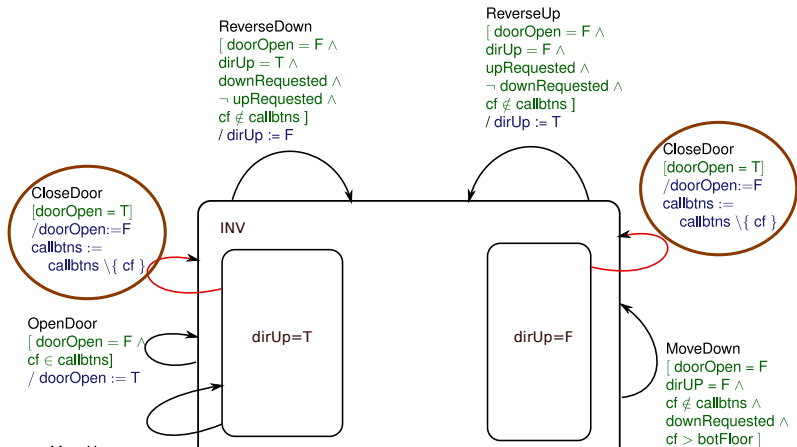 ReverseDown
[ doorOpen = F ∧
dirUp = T ∧
downRequested ∧
¬ upRequested ∧
cf ∉ callbtns ]
/ dirUp := F
ReverseUp
[ doorOpen = F ∧
dirUp = F ∧
upRequested ∧
¬ downRequested ∧
cf ∉ callbtns ]
/ dirUp := T
CloseDoor
[doorOpen = T]
/doorOpen:=F
callbtns :=
callbtns \{ cf }
CloseDoor
[doorOpen = T]
/doorOpen:=F
callbtns :=
callbtns \{ cf }
INV
OpenDoor
[ doorOpen = F ∧
cf ∈ callbtns]
/ doorOpen := T
dirUp=T
dirUp=F
MoveDown
[ doorOpen = F
dirUP = F ∧
cf ∉ callbtns ∧
downRequested ∧
cf > botFloor ]